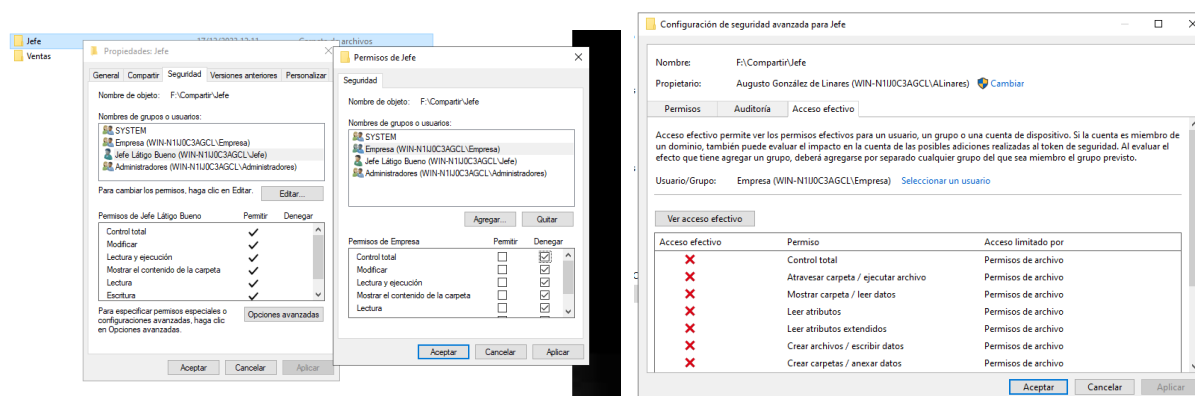 Jefe
Ventas
archivos
Propiedades: Jefe
General Compartir Seguridad Versiones anteriores Personalizar
Nombre de objeto: F:\Compartir\Jefe
Nombres de grupos o usuarios:
SYSTEM
Empresa (WIN-N1IJ0C3AGCL\Empresa)
Jefe Látigo Bueno (WIN-N1IJ0C3AGCL\Jefe)
Administradores (WIN-N1IJ0C3AGCL\Administradores)
Para cambiar los permisos, haga clic en Editar.
Editar...
Permisos de Jefe Látigo Bueno Permitir Denegar
Control total
Modificar
Lectura y ejecución
Mostrar el contenido de la carpeta
Lectura
Escritura
Para especificar permisos especiales o
configuraciones avanzadas, haga clic
en Opciones avanzadas.
Opciones avanzadas
Aceptar Cancelar Aplicar
Permisos de Jefe
Seguridad
Nombre de objeto: F:\Compartir\Jefe
Nombres de grupos o usuarios:
SYSTEM
Empresa (WIN-N1IJ0C3AGCL\Empresa)
Jefe Látigo Bueno (WIN-N1IJ0C3AGCL\Jefe)
Administradores (WIN-N1IJ0C3AGCL\Administradores)
Agregar... Quitar
Permisos de Empresa Permitir Denegar
Control total
Modificar
Lectura y ejecución
Mostrar el contenido de la carpeta
Lectura
Aceptar Cancelar Aplicar
Configuración de seguridad avanzada para Jefe
Nombre: F:\Compartir\Jefe
Propietario: Augusto González de Linares (WIN-N1IJ0C3AGCL\ALinares) Cambiar
Permisos Auditoría Acceso efectivo
Acceso efectivo permite ver los permisos efectivos para un usuario, un grupo o una cuenta de dispositivo. Si la cuenta es miembro de
un dominio, también puede evaluar el impacto en la cuenta de las posibles adiciones realizadas al token de seguridad. Al evaluar el
efecto que tiene agregar un grupo, deberá agregarse por separado cualquier grupo del que sea miembro el grupo previsto.
Usuario/Grupo: Empresa (WIN-N1IJ0C3AGCL\Empresa) Seleccionar un usuario
Ver acceso efectivo
Acceso efectivo Permiso Acceso limitado por
Control total Permisos de archivo
Atravesar carpeta / ejecutar archivo Permisos de archivo
Mostrar carpeta / leer datos Permisos de archivo
Leer atributos Permisos de archivo
Leer atributos extendidos Permisos de archivo
Crear archivos / escribir datos Permisos de archivo
Crear carpetas / anexar datos Permisos de archivo
Aceptar Cancelar Aplicar